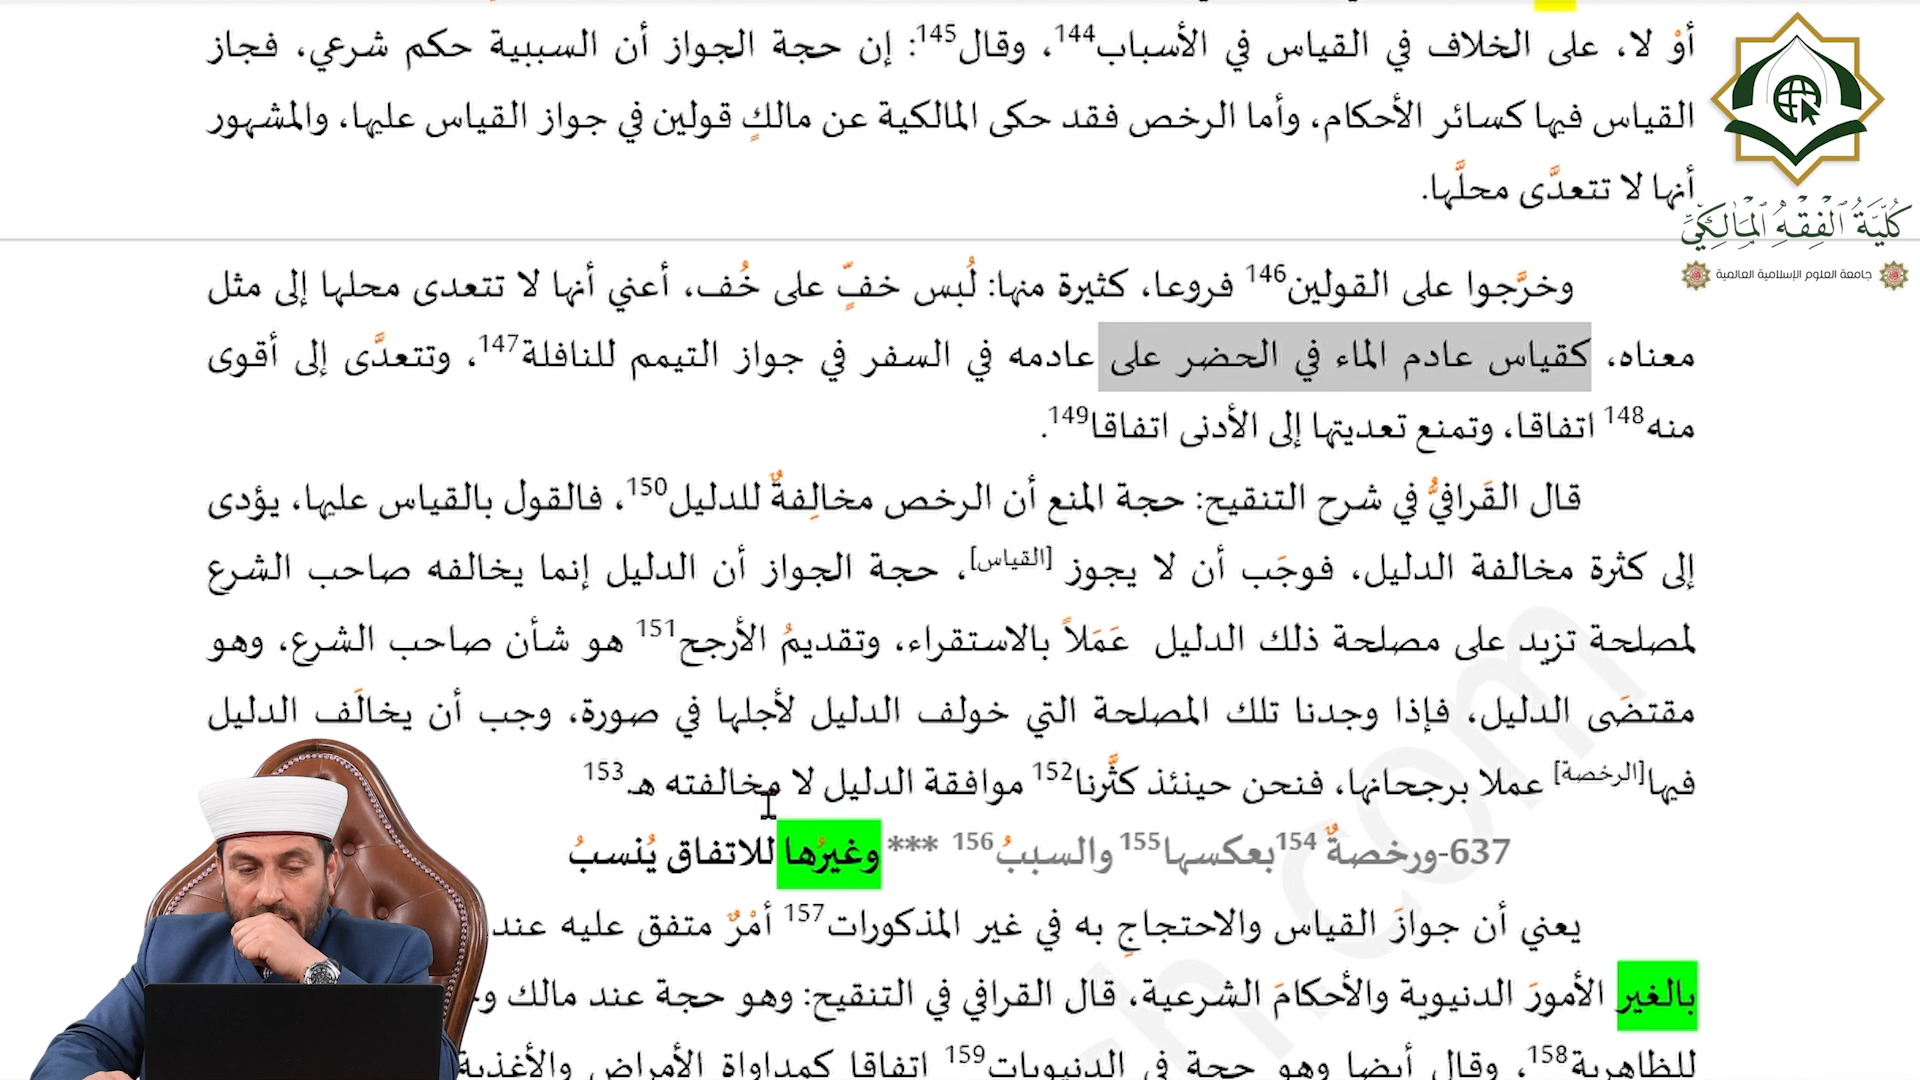 أوْ لا، على الخلاف في القياس في الأسباب144، وقال145: إن حجة الجواز أن السببية حكم شرعي، فجاز
القياس فيها كسائر الأحكام، وأما الرخص فقد حكى المالكية عن مالكٍ قولين في جواز القياس عليها، والمشهور
أنها لا تتعدَّى محلَّها.
كُلِّيَّةُ الْفِقْهِ الْمَالِكِيِّ
جامعة العلوم الإسلامية العالمية
وخرَّجوا على القولين146 فروعا، كثيرة منها: لُبس خفٍّ على خُف، أعني أنها لا تتعدى محلها إلى مثل
معناه، كقياس عادم الماء في الحضر على عادمه في السفر في جواز التيمم للنافلة147، وتتعدَّى إلى أقوى
منه148 اتفاقا، وتمنع تعديتها إلى الأدنى اتفاقا149.
قال القَرافيُّ في شرح التنقيح: حجة المنع أن الرخص مخالِفةٌ للدليل150، فالقول بالقياس عليها، يؤدى
إلى كثرة مخالفة الدليل، فوجَب أن لا يجوز [القياس]، حجة الجواز أن الدليل إنما يخالفه صاحب الشرع
لمصلحة تزيد على مصلحة ذلك الدليل عَمَلاً بالاستقراء، وتقديمُ الأرجح151 هو شأن صاحب الشرع، وهو
مقتضَى الدليل، فإذا وجدنا تلك المصلحة التي خولف الدليل لأجلها في صورة، وجب أن يخالَف الدليل
فيها[الرخصة] عملا برجحانها، فنحن حينئذ كثَّرنا152 موافقة الدليل لا مخالفته هـ153
637-ورخصةٌ154 بعكسها155 والسببُ156 *** وغيرُها للاتفاق يُنسبُ
يعني أن جوازَ القياس والاحتجاجِ به في غير المذكورات157 أمْرٌ متفق عليه عند
بالغير الأمورَ الدنيوية والأحكامَ الشرعية، قال القرافي في التنقيح: وهو حجة عند مالك
للظاهرية158، وقال أيضا وهو حجة في الدنيويات159 اتفاقا كمداواة الأمراض والأغذية